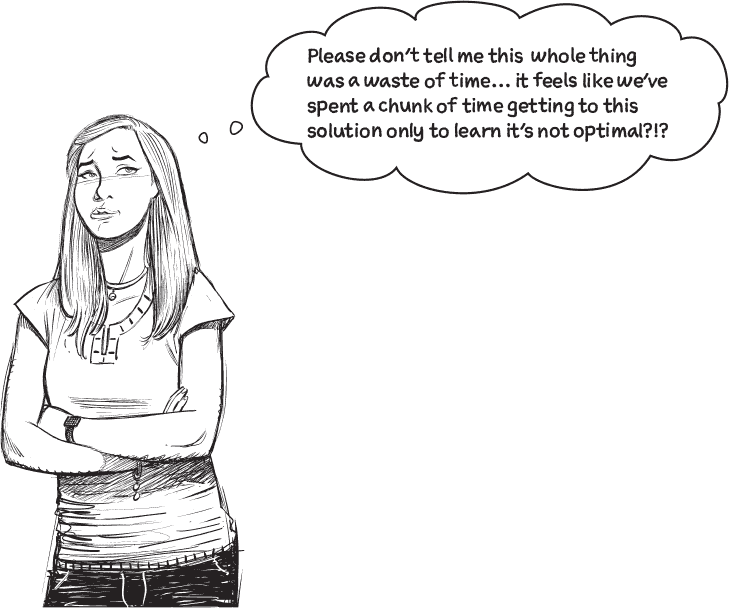 Please don't tell me this whole thing
was a waste of time... it feels like we've
spent a chunk of time getting to this
solution only to learn it's not optimal?!?